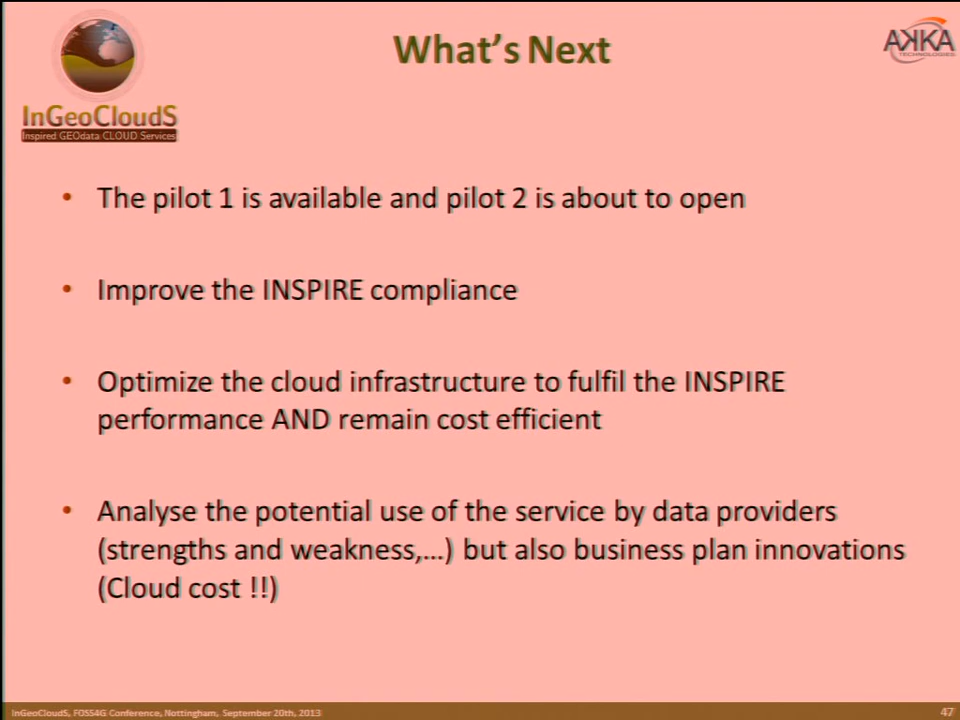 What's Next
AKKA
TECHNOLOGIES
InGeoCloudS
Inspired GEOdata CLOUD Services
• The pilot 1 is available and pilot 2 is about to open
• Improve the INSPIRE compliance
• Optimize the cloud infrastructure to fulfil the INSPIRE
performance AND remain cost efficient
• Analyse the potential use of the service by data providers
(strengths and weakness,...) but also business plan innovations
(Cloud cost !!)
InGeoCloudS, FOSS4G Conference, Nottingham, September 20th, 2013
47